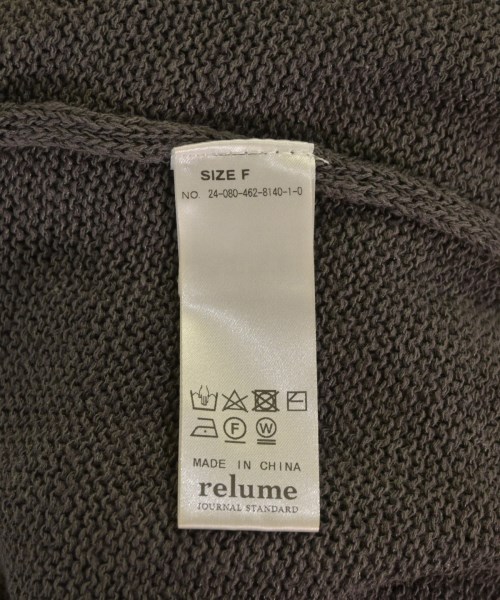 SIZE F
NO. 24-080-462-8140-1-0
F W
MADE IN CHINA
relume
JOURNAL STANDARD